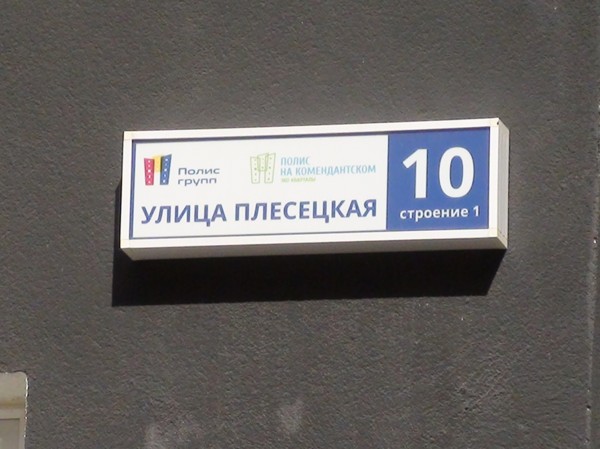 Полис
групп
ПОЛИС
НА КОМЕНДАНТСКОМ
УЛИЦА ПЛЕСЕЦКАЯ
10
строение 1